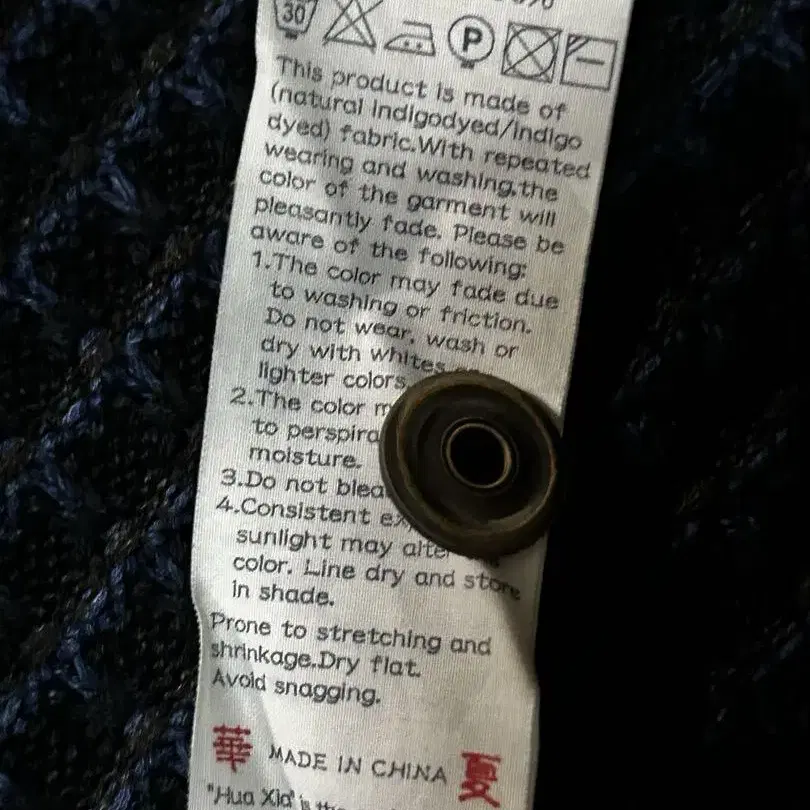 30
P
This product is made of
(natural indigodyed/indigo
dyed) fabric.With repeated
wearing and washing,the
color of the garment will
pleasantly fade. Please be
aware of the following:
1.The color may fade due
to washing or friction.
Do not wear, wash or
dry with whites
lighter colors.
2.The color
to
moisture.
3.Do not
4.Consistent
sunlight may alter
color. Line dry and store
in shade.
Prone to stretching and
shrinkage.Dry flat.
Avoid snagging.
華 MADE IN CHINA 夏
"Hua Xia" is